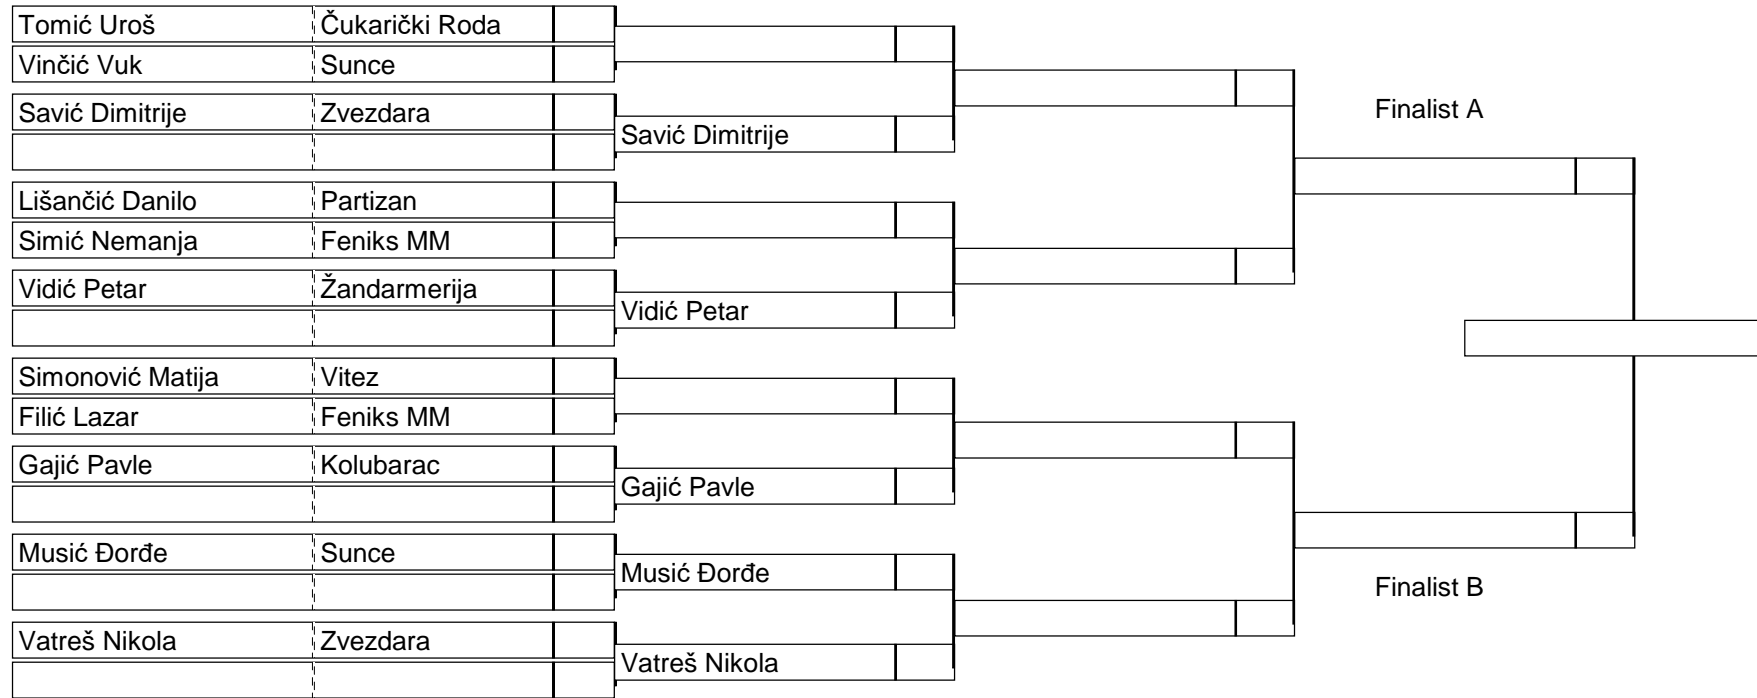 Tomić Uroš Čukarički Roda
Vinčić Vuk Sunce
Savić Dimitrije Zvezdara
Savić Dimitrije
Lišančić Danilo Partizan
Simić Nemanja Feniks MM
Vidić Petar Žandarmerija
Vidić Petar
Simonović Matija Vitez
Filić Lazar Feniks MM
Gajić Pavle Kolubarac
Gajić Pavle
Musić Đorđe Sunce
Musić Đorđe
Vatreš Nikola Zvezdara
Vatreš Nikola
Finalist A
Finalist B